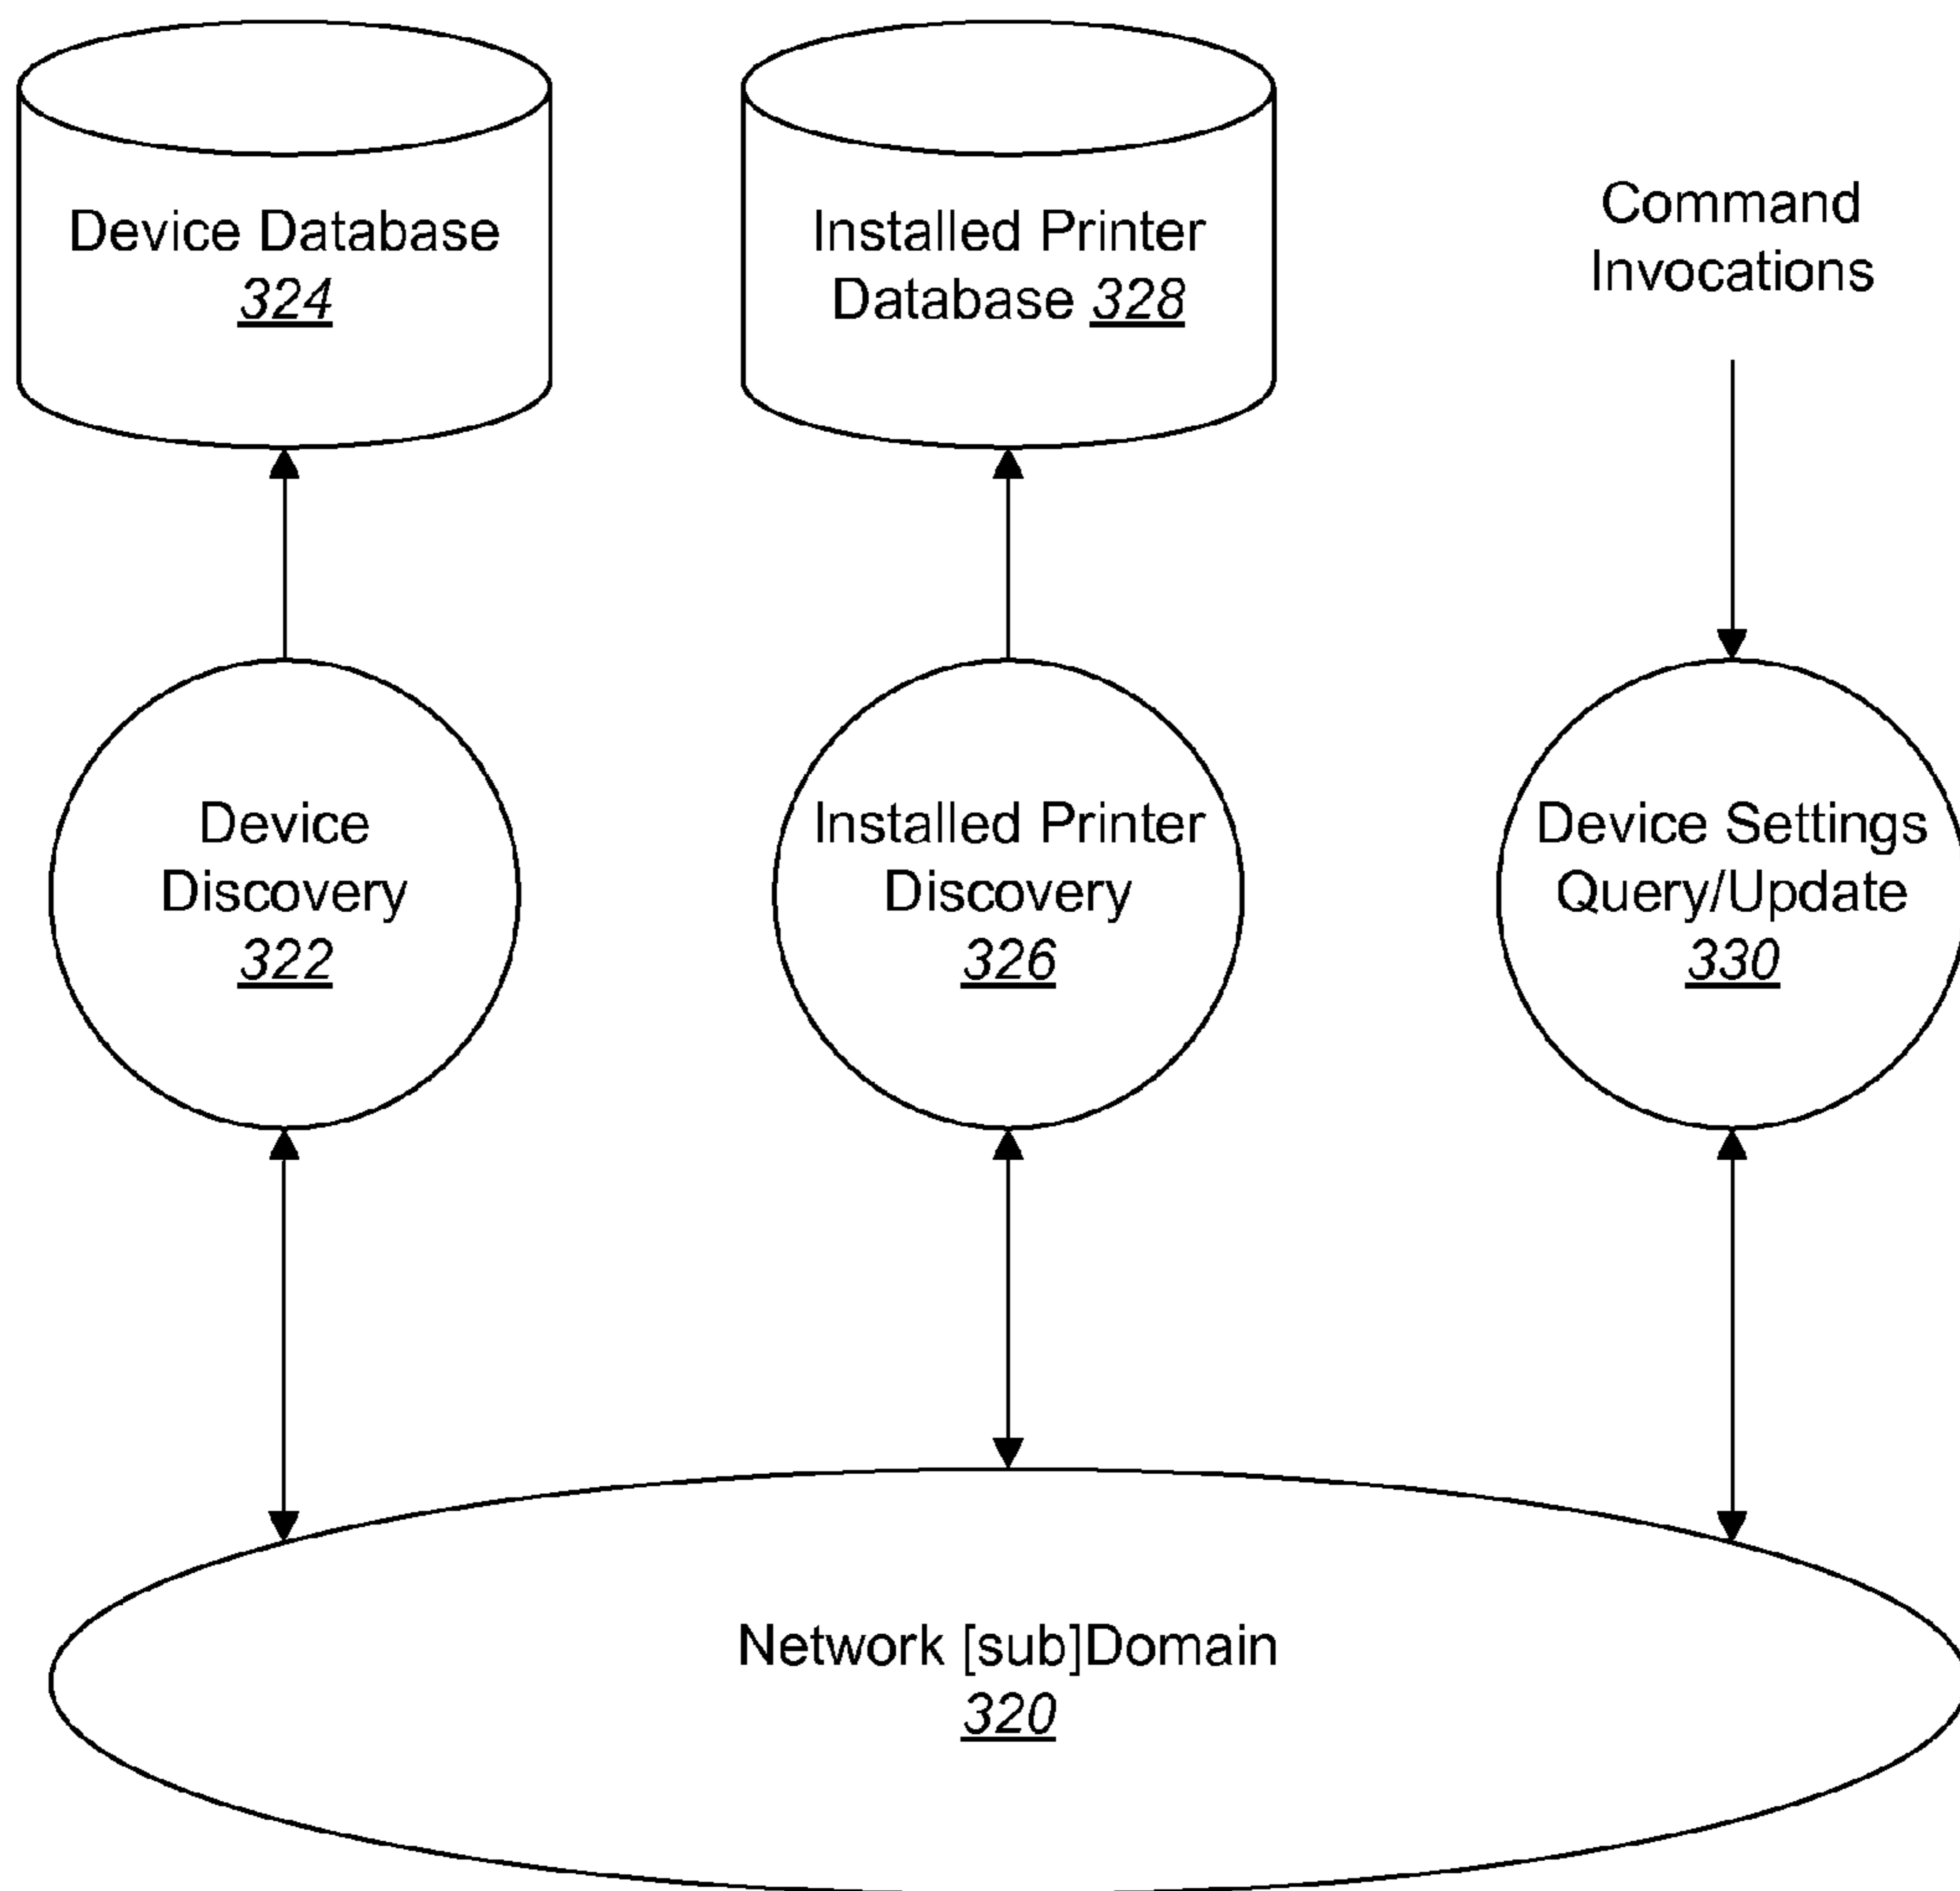 Device Database
324
Installed Printer
Database 328
Command
Invocations
Device
Discovery
322
Installed Printer
Discovery
326
Device Settings
Query/Update
330
Network [sub]Domain
320